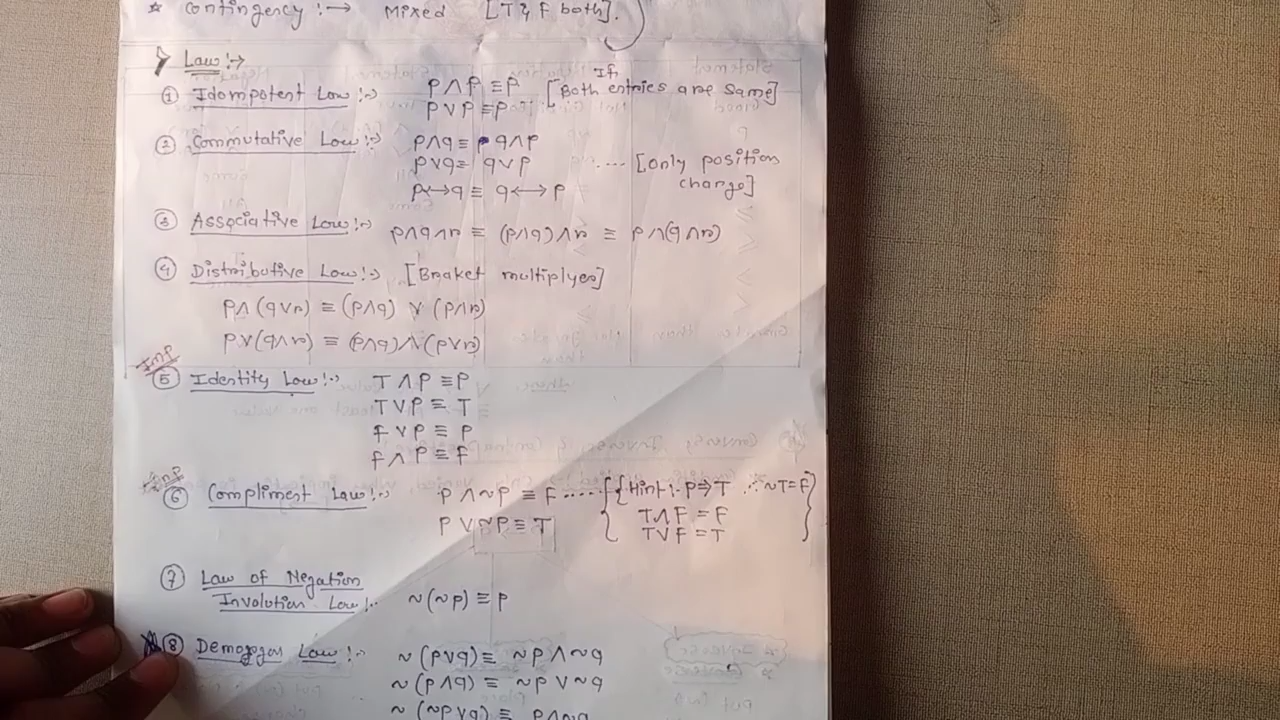 * Contingency :→ Mixed [T & F both].
Law :→
① Idompotent Law :→ p∧p ≡ p [If Both entries are same]
p∨p ≡ p
② Commutative Law :→ p∧q ≡ q∧p
p∨q ≡ q∨p .... [only position change]
p↔q ≡ q↔p
③ Associative Law :→ p∧q∧r ≡ (p∧q)∧r ≡ p∧(q∧r)
④ Distributive Law :→ [Braket multiplyes]
p∧(q∨r) ≡ (p∧q) ∨ (p∧r)
p∨(q∧r) ≡ (p∧q)∧(p∨r)
Imp
⑤ Identity Law :→ T∧P ≡ P
T∨P ≡ T
F∨P ≡ P
F∧P ≡ F
Imp
⑥ Compliment Law :→ P∧~P ≡ F ..... {{Hint :- P⇒T ∴ ~T=F}
P∨~P ≡ T T∧F = F
T∨F = T
⑦ Law of Negation
Involution Law :- ~(~p) ≡ p
⑧ Demorgan Law :- ~(p∨q) ≡ ~p∧~q
~(p∧q) ≡ ~p∨~q
~(~p∨q) ≡ p∧~q